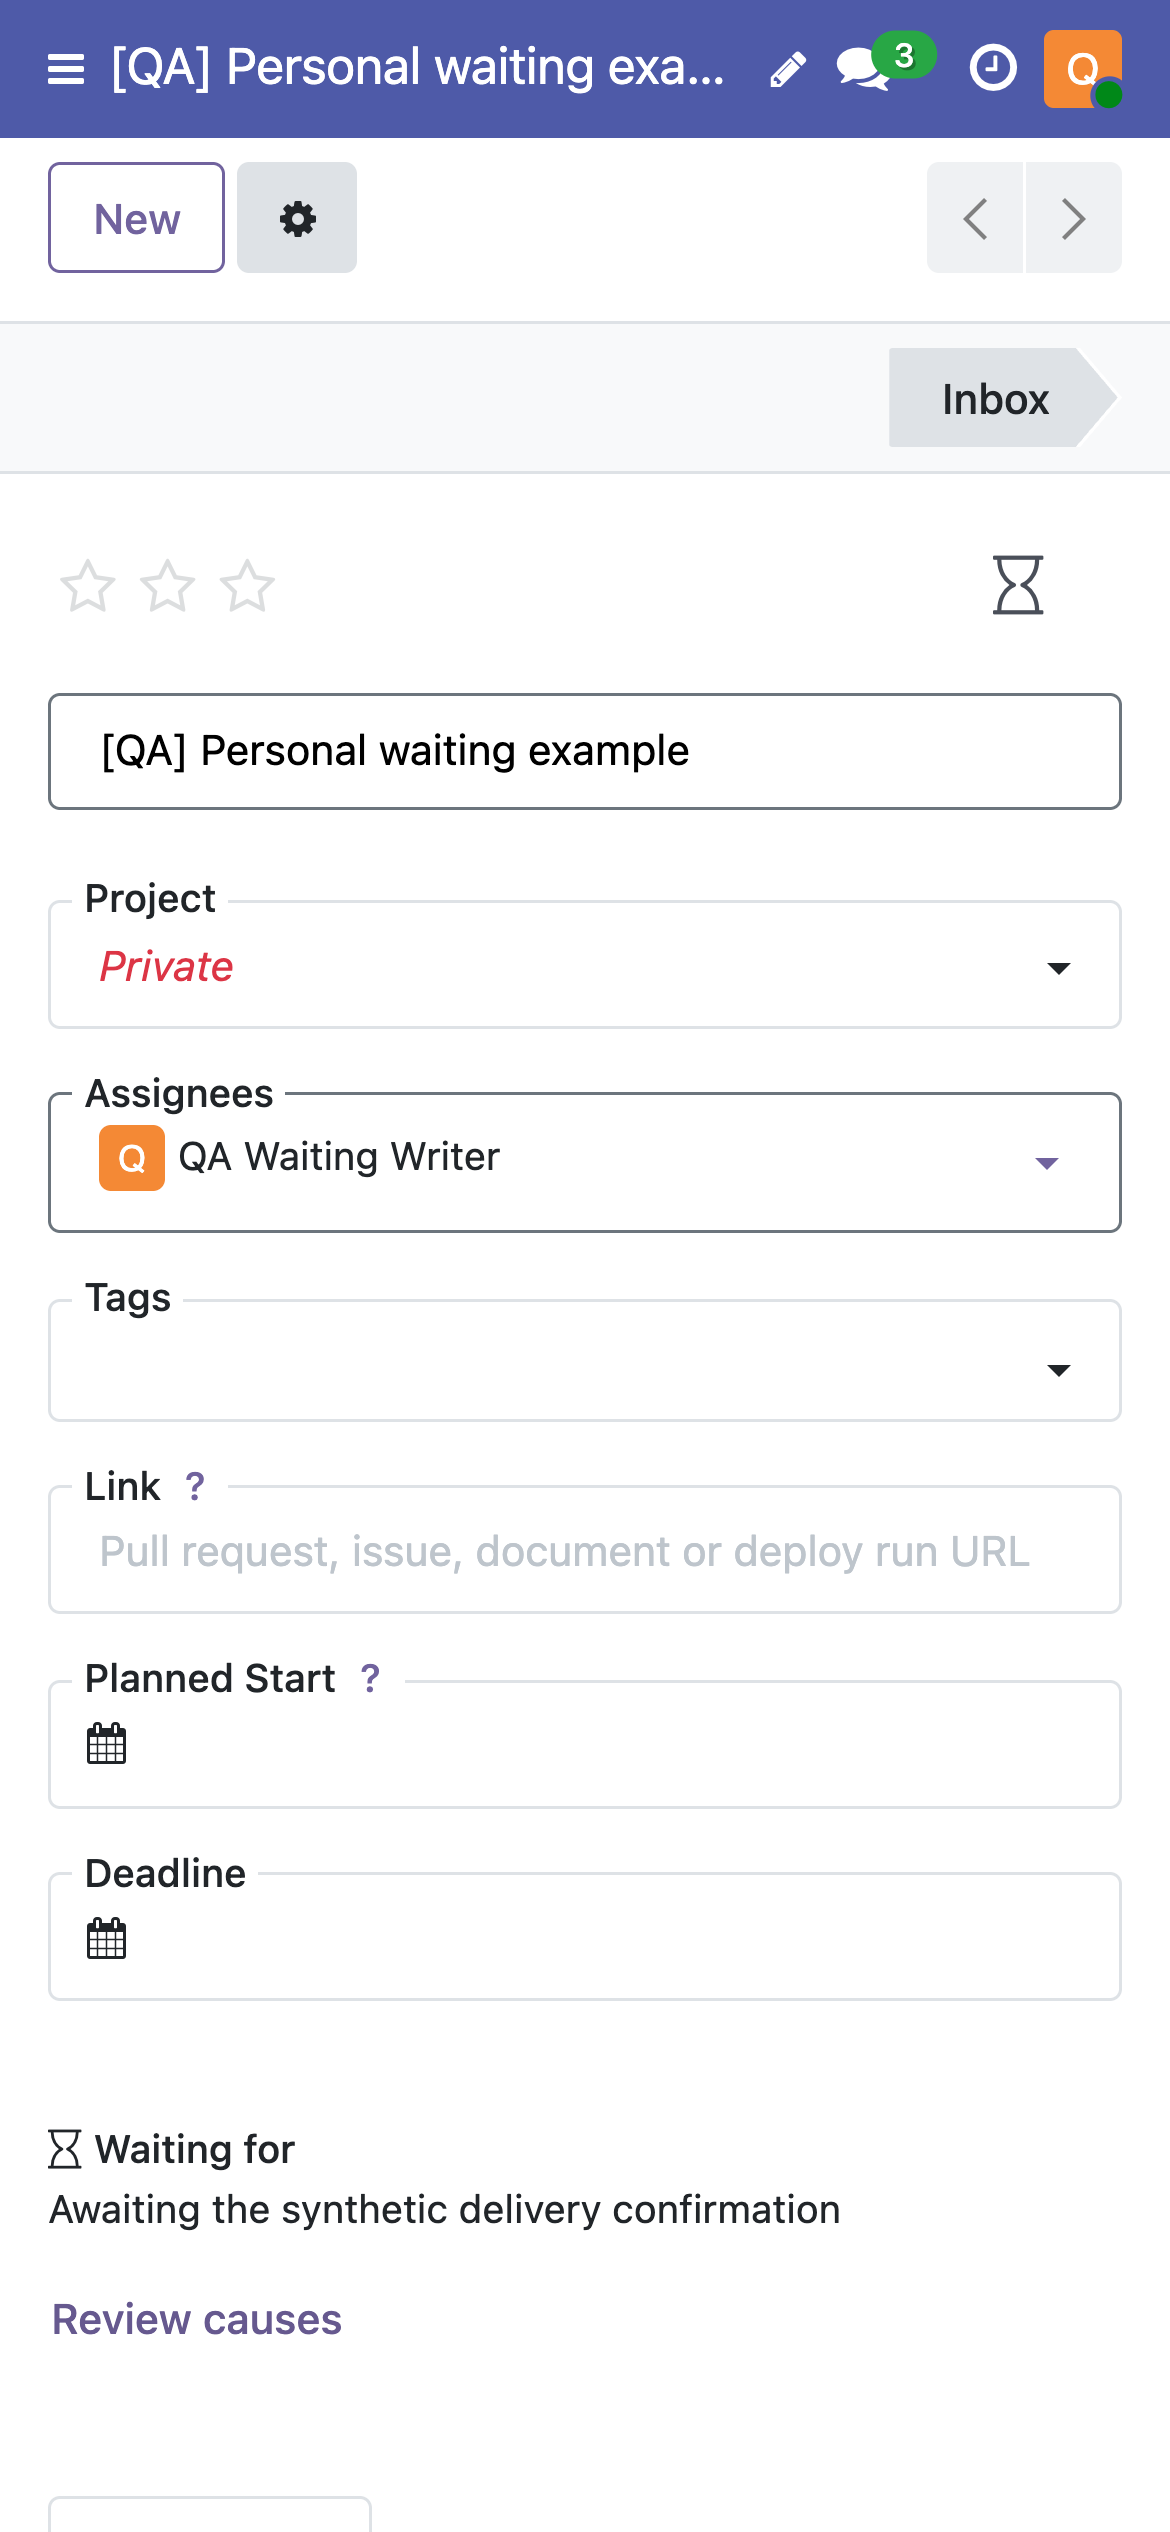 [QA] Personal waiting exa...
3
Q
New
Inbox
[QA] Personal waiting example
Project
Private
Assignees
Q QA Waiting Writer
Tags
Link ?
Pull request, issue, document or deploy run URL
Planned Start ?
Deadline
Waiting for
Awaiting the synthetic delivery confirmation
Review causes